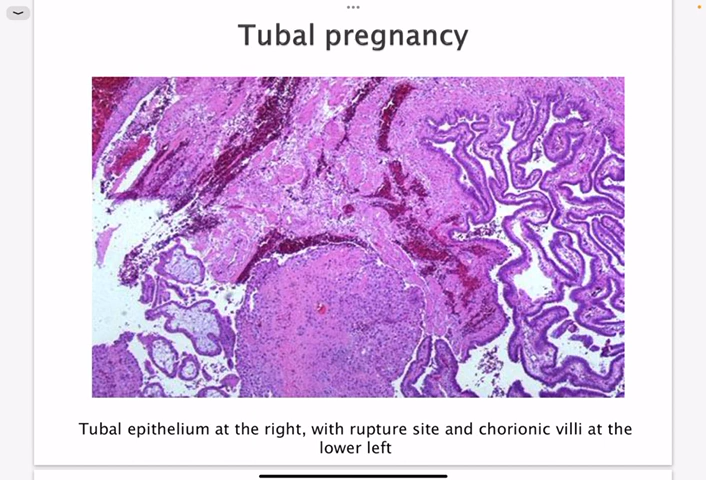 Tubal pregnancy
Tubal epithelium at the right, with rupture site and chorionic villi at the
lower left